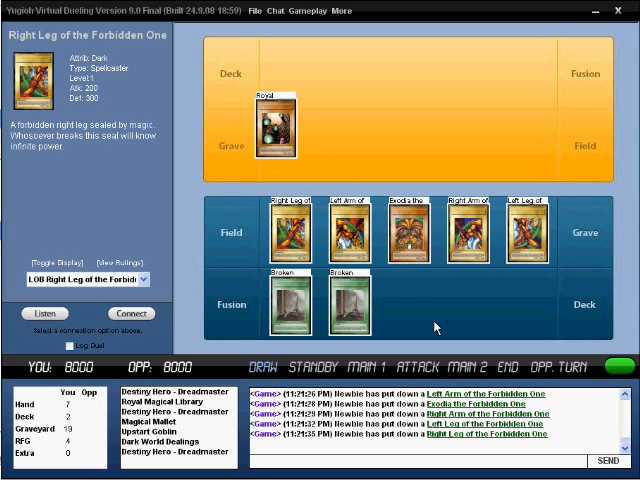 Yugioh Virtual Dueling Version 9.0 Final (Built 24.9.08 18:59) File Chat Gameplay More
Right Leg of the Forbidden One
Attrib: Dark
Type: Spellcaster
Level:1
Atk: 200
Def: 300
A forbidden right leg sealed by magic.
Whosoever breaks this seal will know
infinite power.
[Toggle Display] [View Rulings]
LOB Right Leg of the Forbidd
Listen Connect
Select a connection option above.
Log Duel
Deck Fusion
Royal
Grave Field
Right Leg of Left Arm of Exodia the Right Arm of Left Leg of
Field Grave
Broken Broken
Fusion Deck
YOU: 8000 OPP: 8000 DRAW STANDBY MAIN 1 ATTACK MAIN 2 END OPP. TURN
You Opp
Hand 7
Deck 2
Graveyard 19
RFG 4
Extra 0
Destiny Hero - Dreadmaster
Royal Magical Library
Destiny Hero - Dreadmaster
Magical Mallet
Upstart Goblin
Dark World Dealings
Destiny Hero - Dreadmaster
<Game> (11:21:26 PM) Newbie has put down a Left Arm of the Forbidden One
<Game> (11:21:28 PM) Newbie has put down a Exodia the Forbidden One
<Game> (11:21:29 PM) Newbie has put down a Right Arm of the Forbidden One
<Game> (11:21:32 PM) Newbie has put down a Left Leg of the Forbidden One
<Game> (11:21:35 PM) Newbie has put down a Right Leg of the Forbidden One
SEND